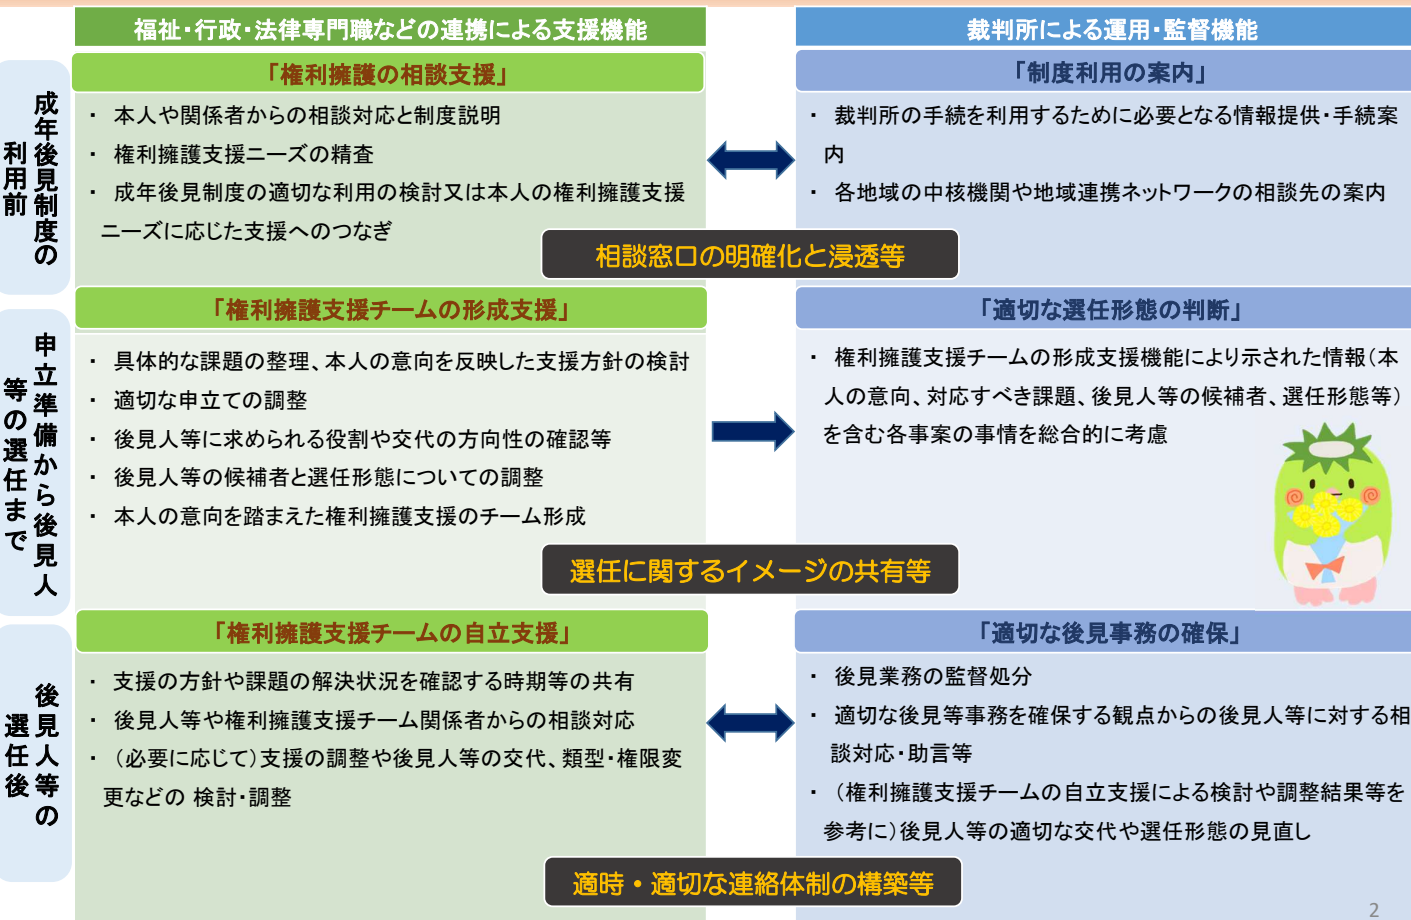 福祉・行政・法律専門職などの連携による支援機能
裁判所による運用・監督機能
成年後見制度の
利用前
「権利擁護の相談支援」
・ 本人や関係者からの相談対応と制度説明
・ 権利擁護支援ニーズの精査
・ 成年後見制度の適切な利用の検討又は本人の権利擁護支援
ニーズに応じた支援へのつなぎ
「制度利用の案内」
・ 裁判所の手続を利用するために必要となる情報提供・手続案
内
・ 各地域の中核機関や地域連携ネットワークの相談先の案内
相談窓口の明確化と浸透等
申立準備から後見人
等の選任まで
「権利擁護支援チームの形成支援」
・ 具体的な課題の整理、本人の意向を反映した支援方針の検討
・ 適切な申立ての調整
・ 後見人等に求められる役割や交代の方向性の確認等
・ 後見人等の候補者と選任形態についての調整
・ 本人の意向を踏まえた権利擁護支援のチーム形成
「適切な選任形態の判断」
・ 権利擁護支援チームの形成支援機能により示された情報（本
人の意向、対応すべき課題、後見人等の候補者、選任形態等）
を含む各事案の事情を総合的に考慮
選任に関するイメージの共有等
後見人等の
選任後
「権利擁護支援チームの自立支援」
・ 支援の方針や課題の解決状況を確認する時期等の共有
・ 後見人等や権利擁護支援チーム関係者からの相談対応
・ （必要に応じて）支援の調整や後見人等の交代、類型・権限変
更などの 検討・調整
「適切な後見事務の確保」
・ 後見業務の監督処分
・ 適切な後見等事務を確保する観点からの後見人等に対する相
談対応・助言等
・ （権利擁護支援チームの自立支援による検討や調整結果等を
参考に）後見人等の適切な交代や選任形態の見直し
適時・適切な連絡体制の構築等
2